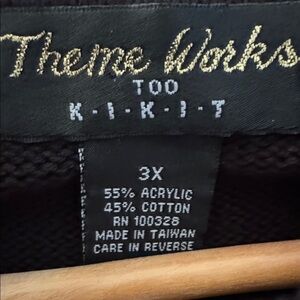 Theme Works
TOO
K·I·K·I·T
3X
55% ACRYLIC
45% COTTON
RN 100328
MADE IN TAIWAN
CARE IN REVERSE